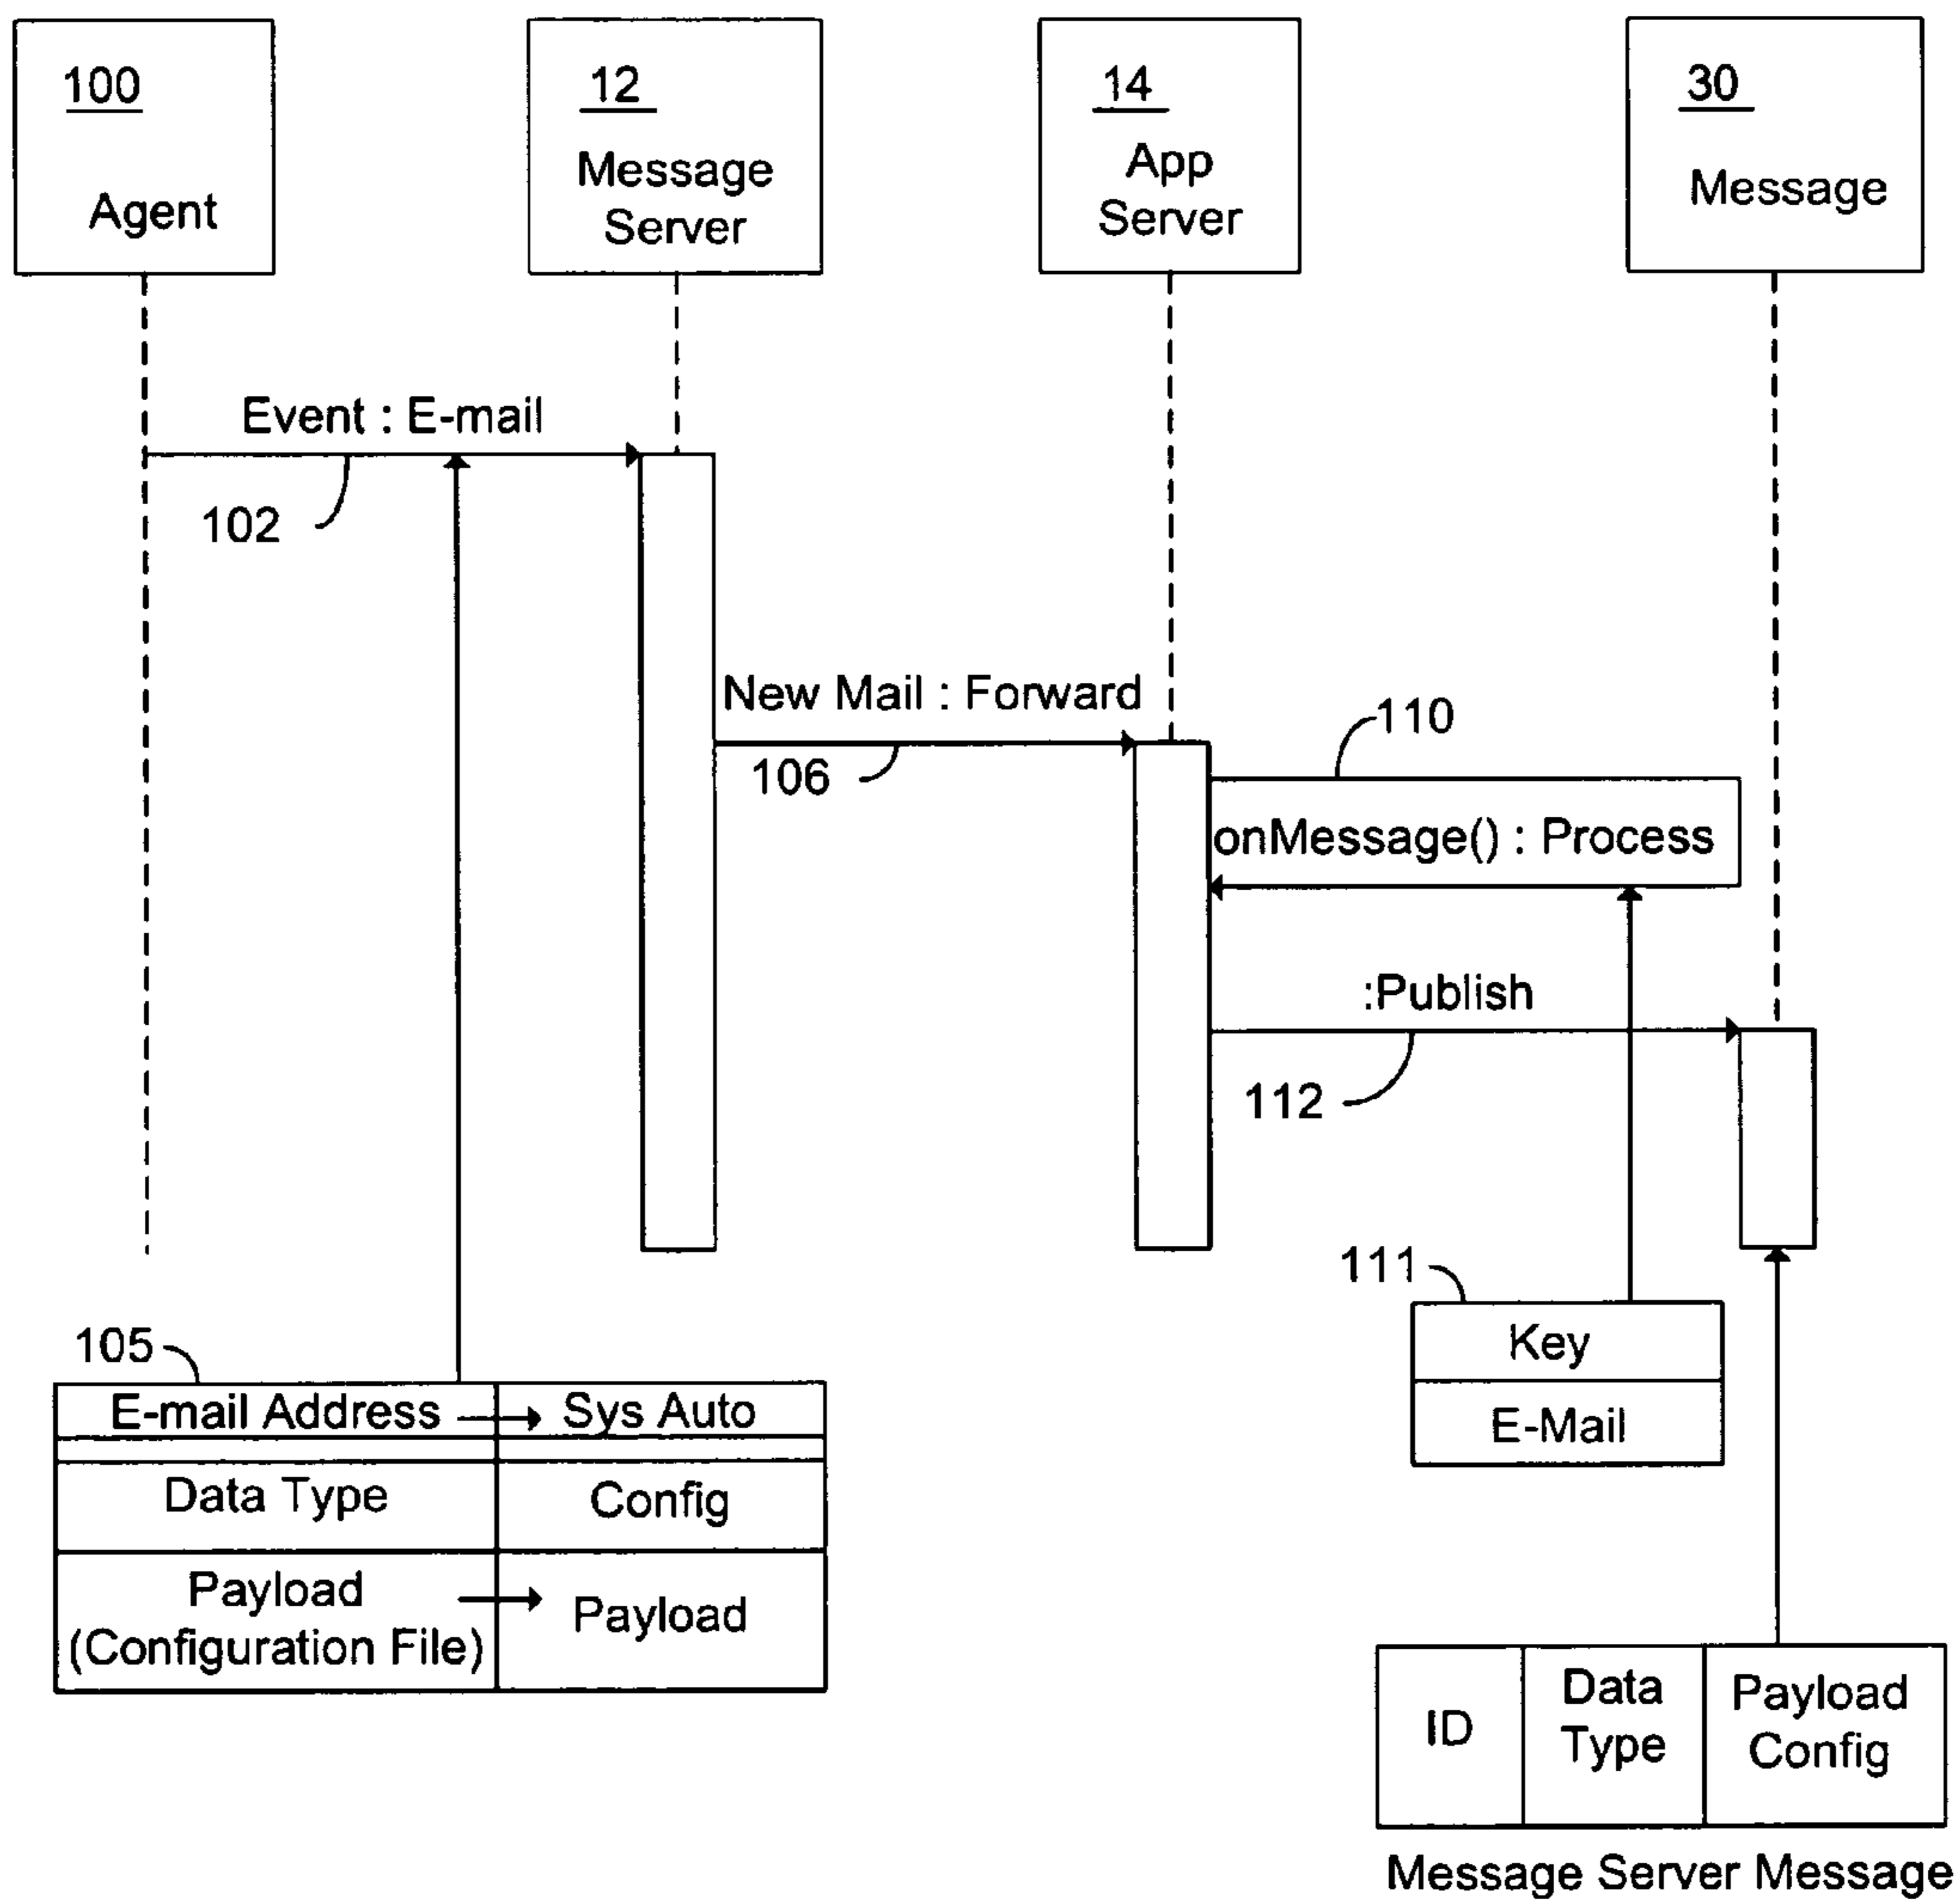 100
Agent
12
Message
Server
14
App
Server
30
Message
Event : E-mail
102
New Mail : Forward
106
110
onMessage() : Process
:Publish
112
111
Key
E-Mail
105
E-mail Address
Sys Auto
Data Type
Config
Payload
(Configuration File)
Payload
ID
Data
Type
Payload
Config
Message Server Message